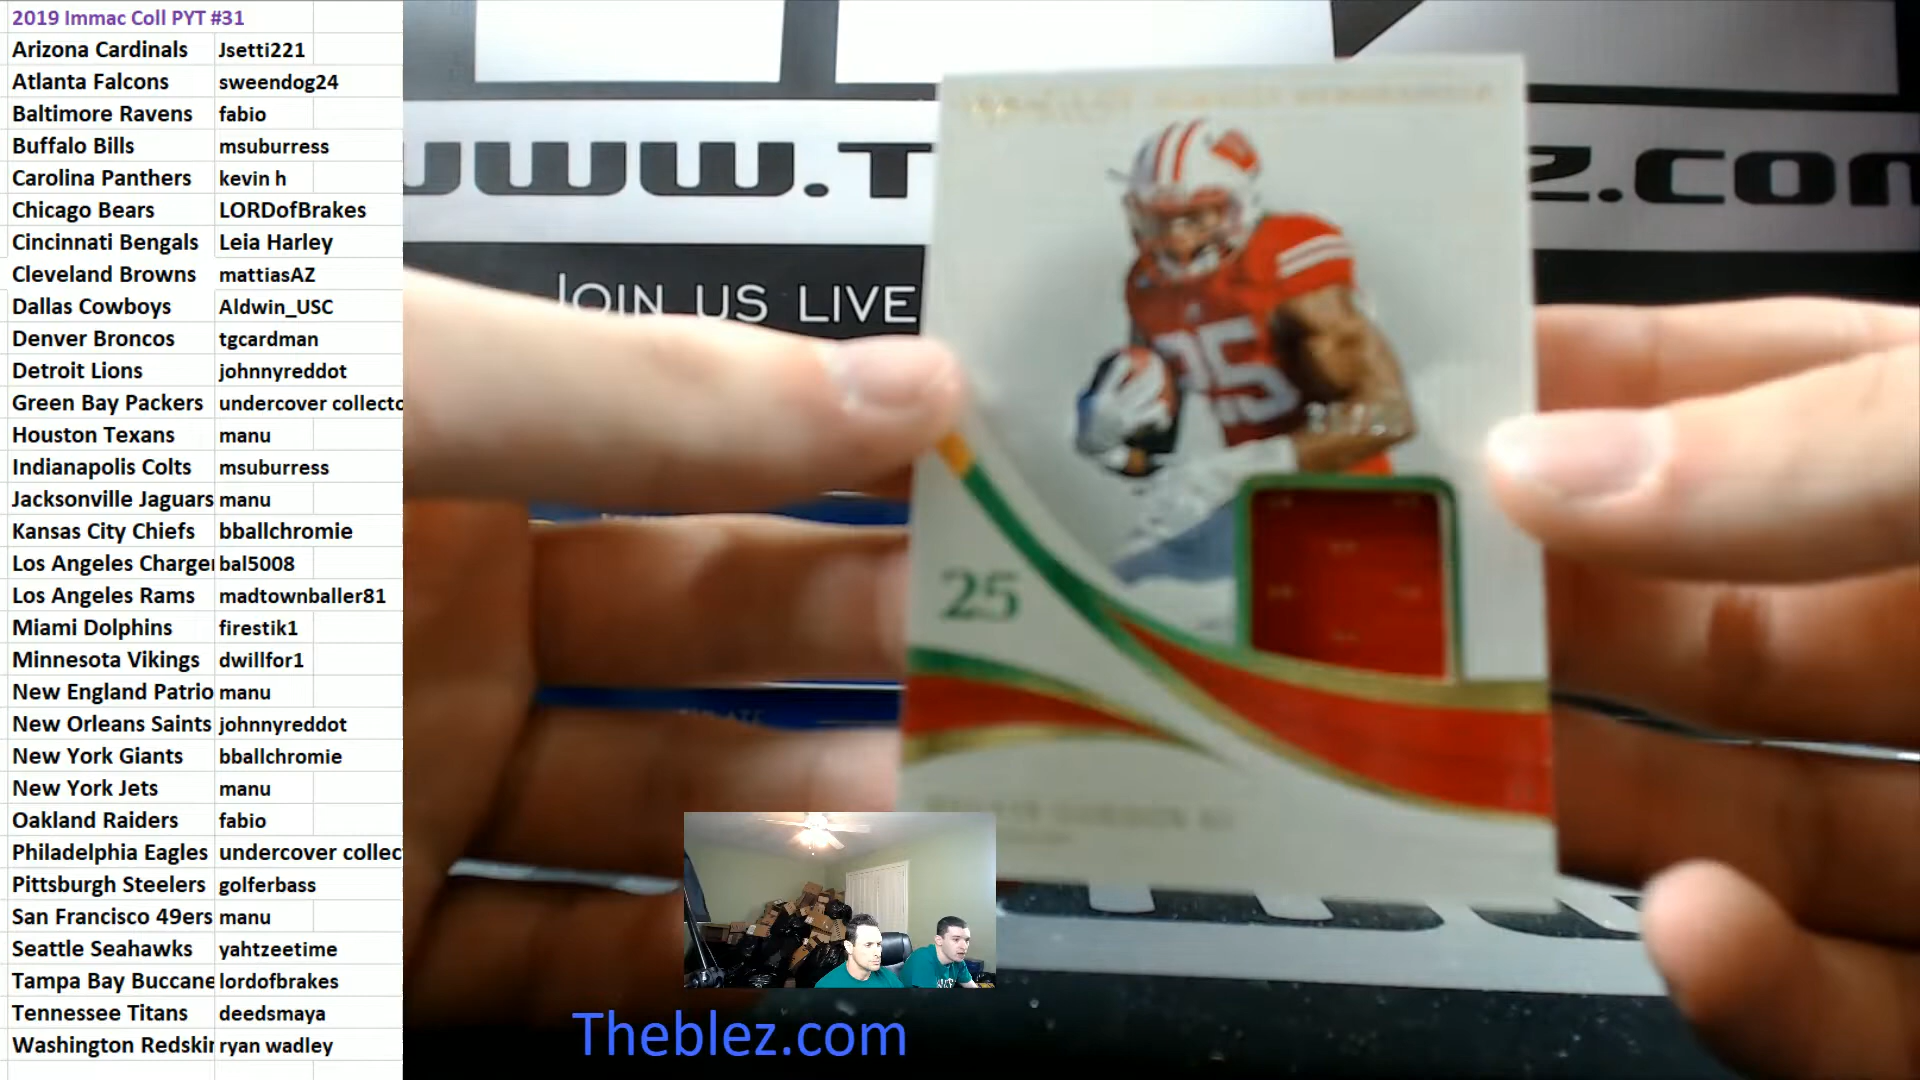 2019 Immac Coll PYT #31
Arizona Cardinals Jsetti221
Atlanta Falcons sweendog24
Baltimore Ravens fabio
Buffalo Bills msuburress
Carolina Panthers kevin h
Chicago Bears LORDofBrakes
Cincinnati Bengals Leia Harley
Cleveland Browns mattiasAZ
Dallas Cowboys Aldwin_USC
Denver Broncos tgcardman
Detroit Lions johnnyreddot
Green Bay Packers undercover collecto
Houston Texans manu
Indianapolis Colts msuburress
Jacksonville Jaguars manu
Kansas City Chiefs bballchromie
Los Angeles Charger bal5008
Los Angeles Rams madtownballer81
Miami Dolphins firestik1
Minnesota Vikings dwillfor1
New England Patrio manu
New Orleans Saints johnnyreddot
New York Giants bballchromie
New York Jets manu
Oakland Raiders fabio
Philadelphia Eagles undercover collec
Pittsburgh Steelers golferbass
San Francisco 49ers manu
Seattle Seahawks yahtzeetime
Tampa Bay Buccane lordofbrakes
Tennessee Titans deedsmaya
Washington Redskin ryan wadley
www.T
z.com
JOIN US LIVE
25
25
Theblez.com